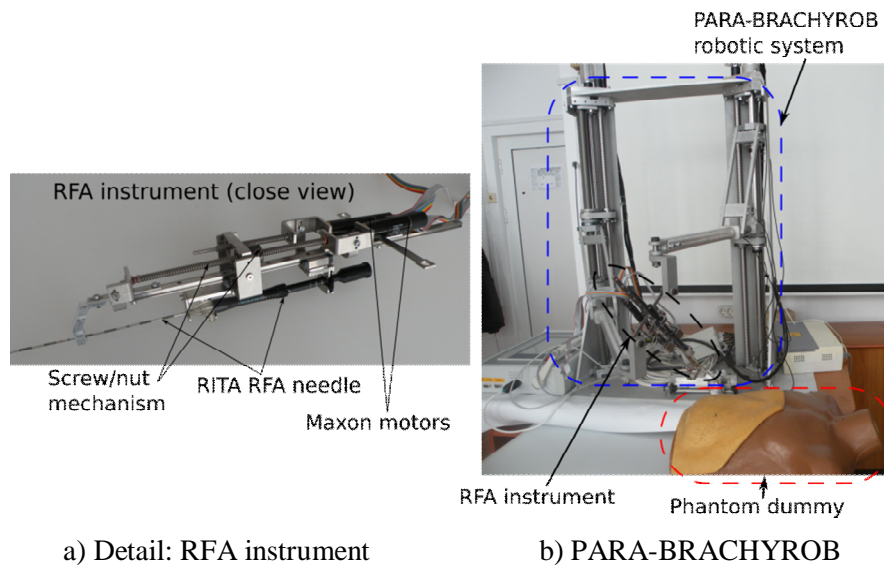 PARA-BRACHYROB
robotic system
RFA instrument (close view)
Screw/nut
mechanism
RITA RFA needle
Maxon motors
RFA instrument
Phantom dummy
a) Detail: RFA instrument
b) PARA-BRACHYROB